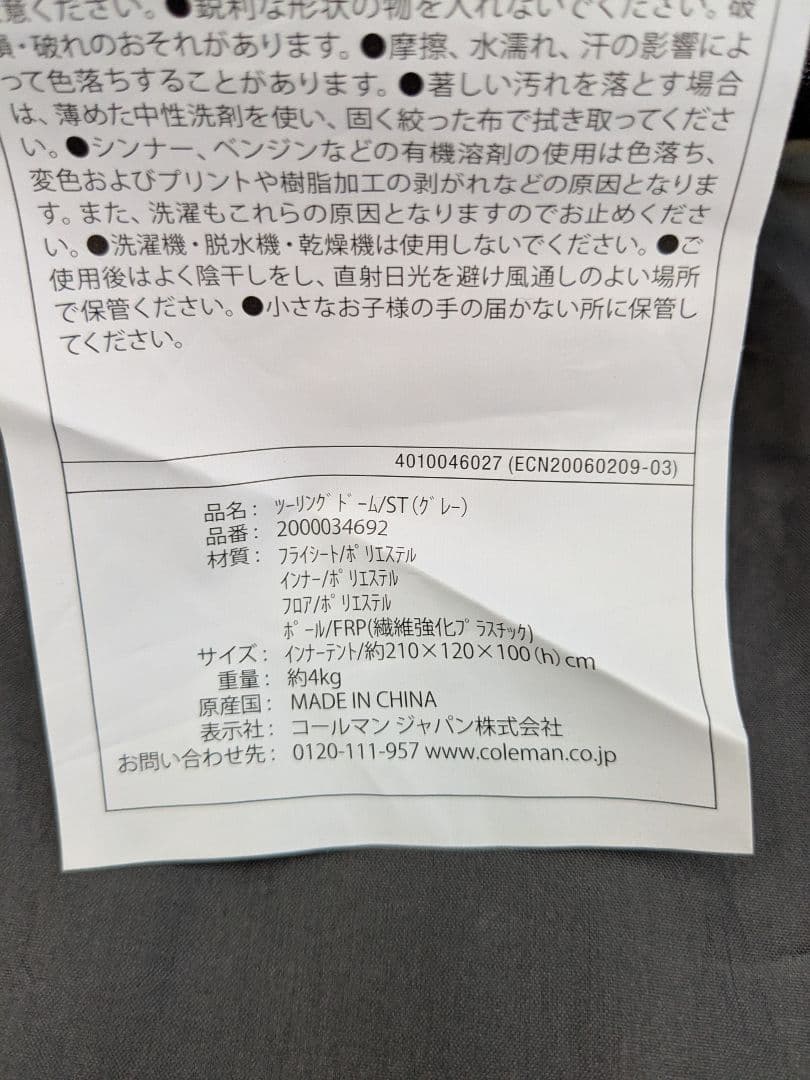 意ください。●鋭利な形状の物を入れないでください。破
損・破れのおそれがあります。●摩擦、水濡れ、汗の影響によ
って色落ちすることがあります。●著しい汚れを落とす場合
は、薄めた中性洗剤を使い、固く絞った布で拭き取ってくださ
い。●シンナー、ベンジンなどの有機溶剤の使用は色落ち、
変色およびプリントや樹脂加工の剥がれなどの原因となりま
す。また、洗濯もこれらの原因となりますのでお止めくださ
い。●洗濯機・脱水機・乾燥機は使用しないでください。●ご
使用後はよく陰干しをし、直射日光を避け風通しのよい場所
で保管ください。●小さなお子様の手の届かない所に保管し
てください。
4010046027 (ECN20060209-03)
品名： ﾂｰﾘﾝｸﾞﾄﾞｰﾑ/ST（ｸﾞﾚｰ）
品番： 2000034692
材質： ﾌﾗｲｼｰﾄ/ﾎﾟﾘｴｽﾃﾙ
ｲﾝﾅｰ/ﾎﾟﾘｴｽﾃﾙ
ﾌﾛｱ/ﾎﾟﾘｴｽﾃﾙ
ﾎﾟｰﾙ/FRP(繊維強化ﾌﾟﾗｽﾁｯｸ)
サイズ： ｲﾝﾅｰﾃﾝﾄ/約210×120×100（h）cm
重量： 約4kg
原産国： MADE IN CHINA
表示社： コールマン ジャパン株式会社
お問い合わせ先： 0120-111-957 www.coleman.co.jp